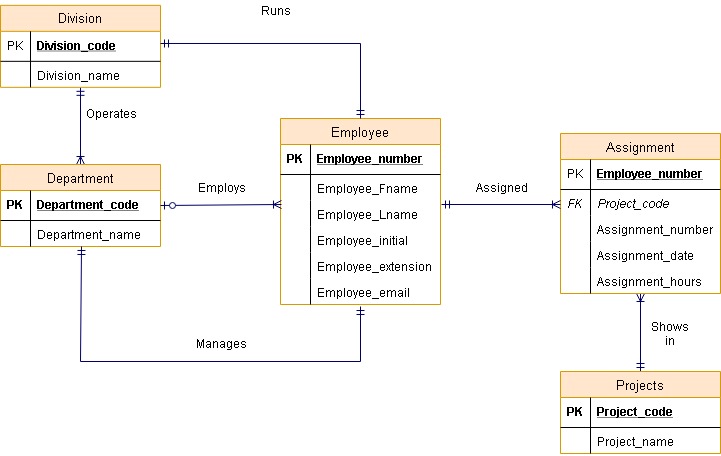 Division
PK Division_code
Division_name
Runs
Operates
Department
PK Department_code
Department_name
Employs
Manages
Employee
PK Employee_number
Employee_Fname
Employee_Lname
Employee_initial
Employee_extension
Employee_email
Assigned
Assignment
PK Employee_number
FK Project_code
Assignment_number
Assignment_date
Assignment_hours
Shows
in
Projects
PK Project_code
Project_name